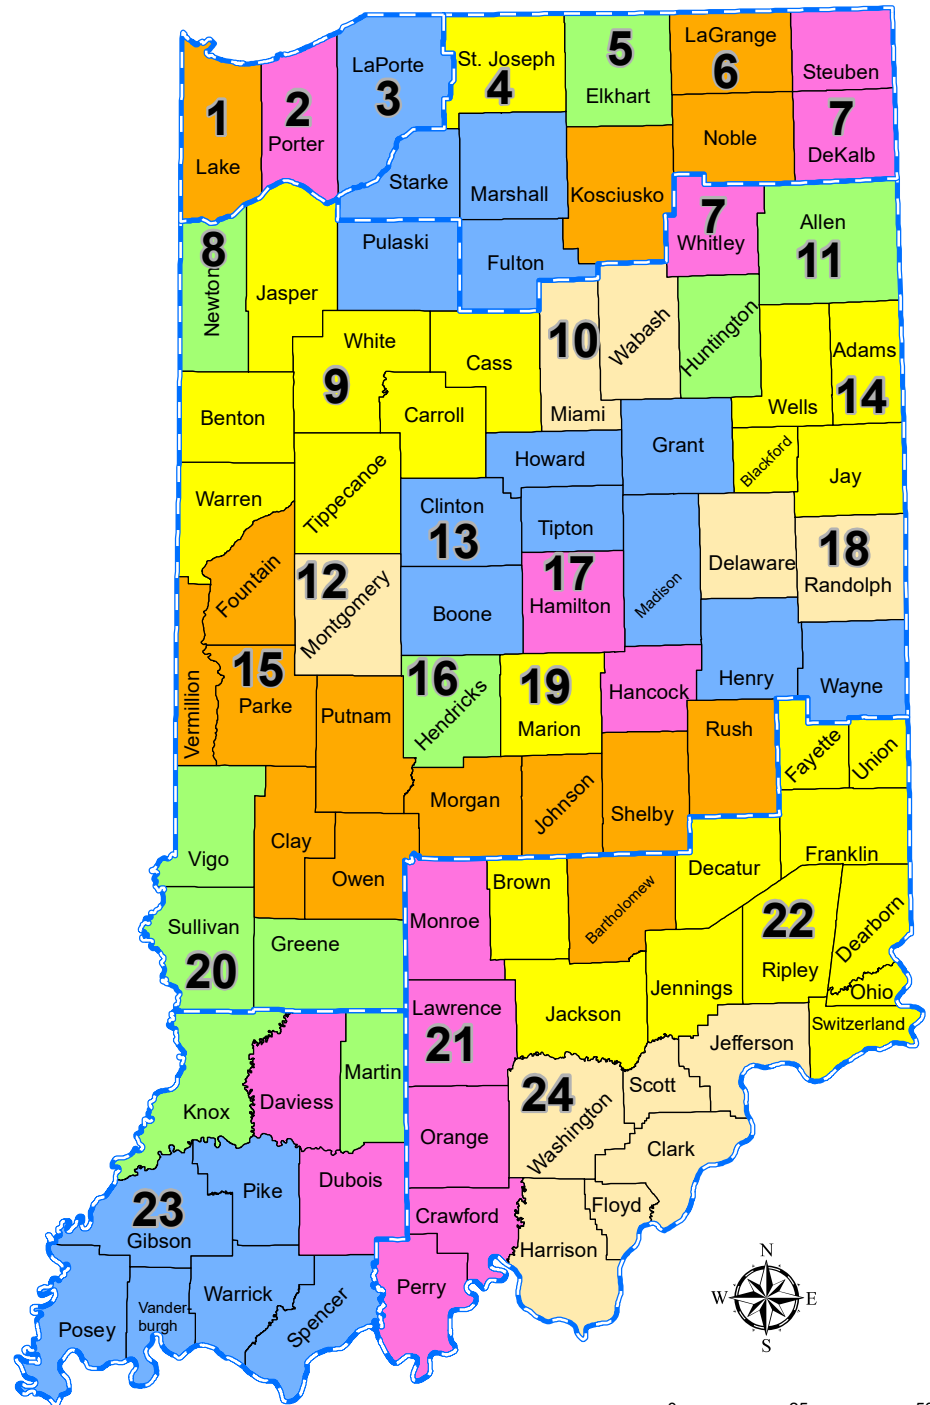 LaGrange
5
St. Joseph
LaPorte
6
Steuben
4
3
Elkhart
2
1
7
Noble
Porter
DeKalb
Lake
Starke
Marshall
Kosciusko
7
Allen
Whitley
Pulaski
8
11
Fulton
Newton
Jasper
Huntington
Wabash
10
White
Adams
Cass
9
14
Wells
Miami
Carroll
Benton
Grant
Howard
Blackford
Jay
Warren
Tippecanoe
Clinton
Tipton
13
18
Delaware
Fountain
17
12
Randolph
Montgomery
Hamilton
Madison
Boone
15
16
Henry
19
Wayne
Hancock
Parke
Vermillion
Hendricks
Putnam
Marion
Rush
Fayette
Union
Morgan
Johnson
Shelby
Clay
Vigo
Franklin
Decatur
Owen
Brown
Bartholomew
Monroe
22
Dearborn
Sullivan
Greene
20
Ripley
Jennings
Ohio
Lawrence
Jackson
Switzerland
21
Jefferson
Martin
Scott
24
Daviess
Knox
Washington
Orange
Clark
Dubois
Pike
23
Floyd
Crawford
Gibson
Harrison
N
Perry
Warrick
W
E
Spencer
Vander-
burgh
Posey
S